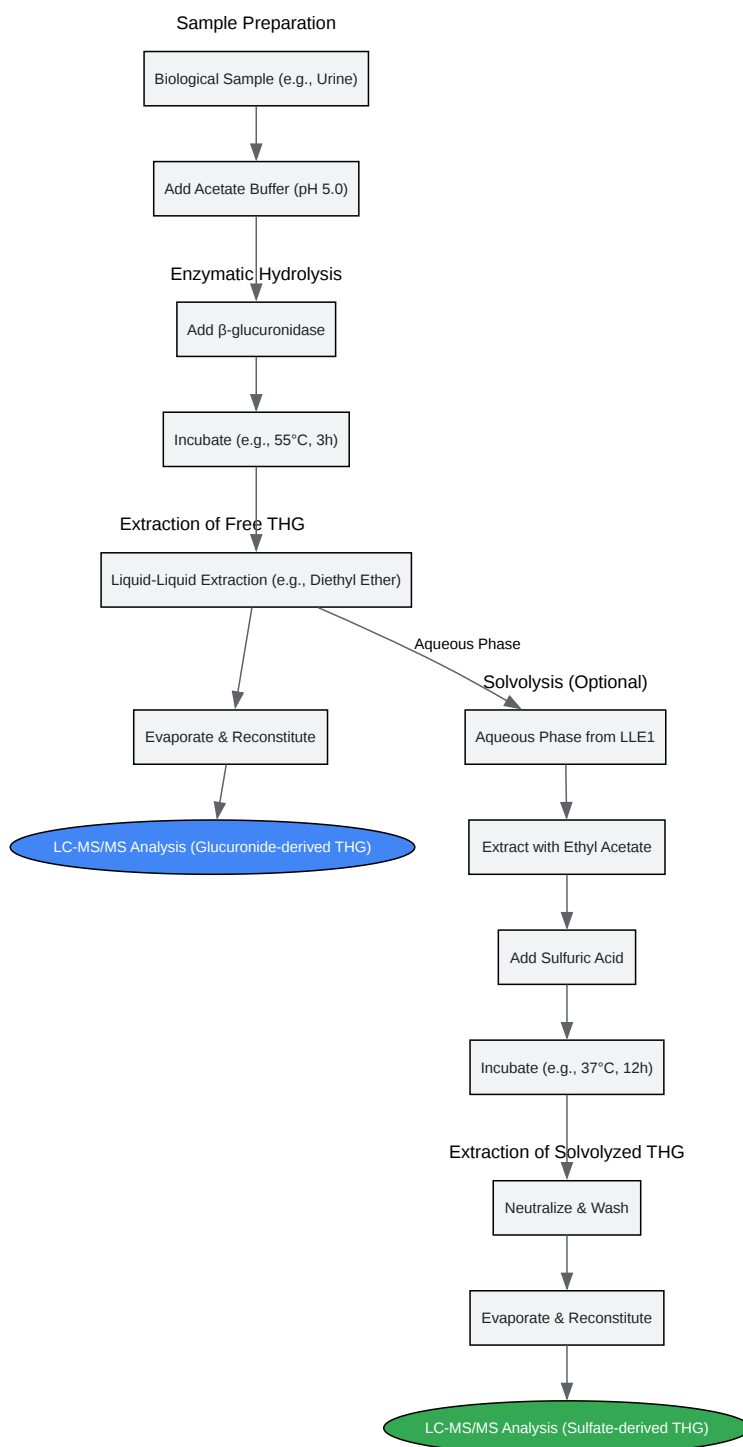 Sample Preparation
Biological Sample (e.g., Urine)
Add Acetate Buffer (pH 5.0)
Enzymatic Hydrolysis
Add β-glucuronidase
Incubate (e.g., 55°C, 3h)
Extraction of Free THG
Liquid-Liquid Extraction (e.g., Diethyl Ether)
Aqueous Phase
Solvolysis (Optional)
Evaporate & Reconstitute
Aqueous Phase from LLE1
LC-MS/MS Analysis (Glucuronide-derived THG)
Extract with Ethyl Acetate
Add Sulfuric Acid
Incubate (e.g., 37°C, 12h)
Extraction of Solvolyzed THG
Neutralize & Wash
Evaporate & Reconstitute
LC-MS/MS Analysis (Sulfate-derived THG)